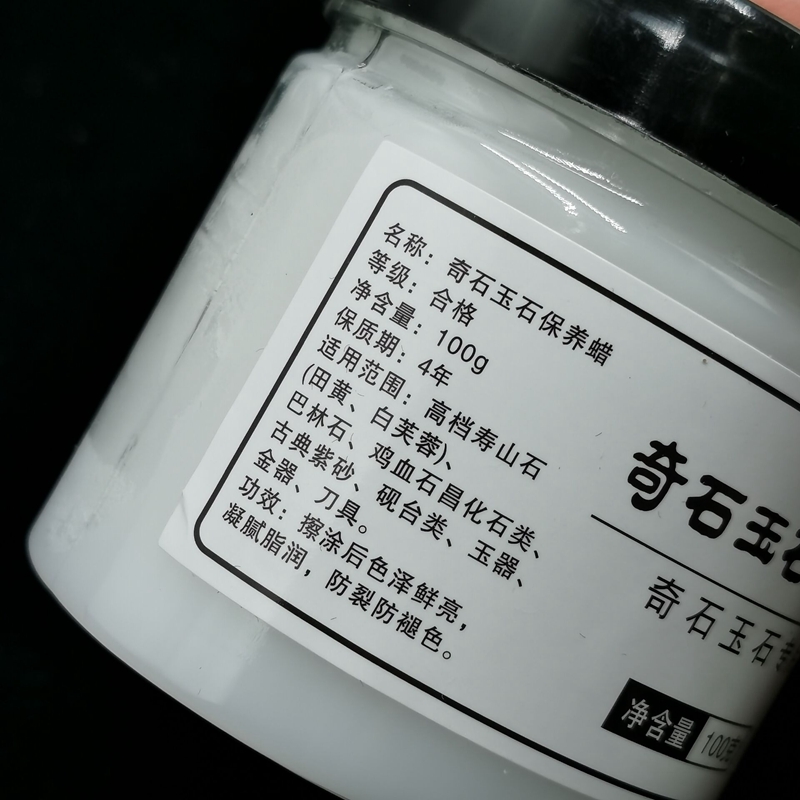 名称：奇石玉石保养蜡
等级：合格
净含量：100g
保质期：4年
适用范围：高档寿山石
(田黄、白芙蓉)、
巴林石、鸡血石昌化石类、
古典紫砂、砚台类、玉器、
金器、刀具。
功效：擦涂后色泽鲜亮，
凝腻脂润，防裂防褪色。
奇石玉石
奇石玉石
净含量 100克